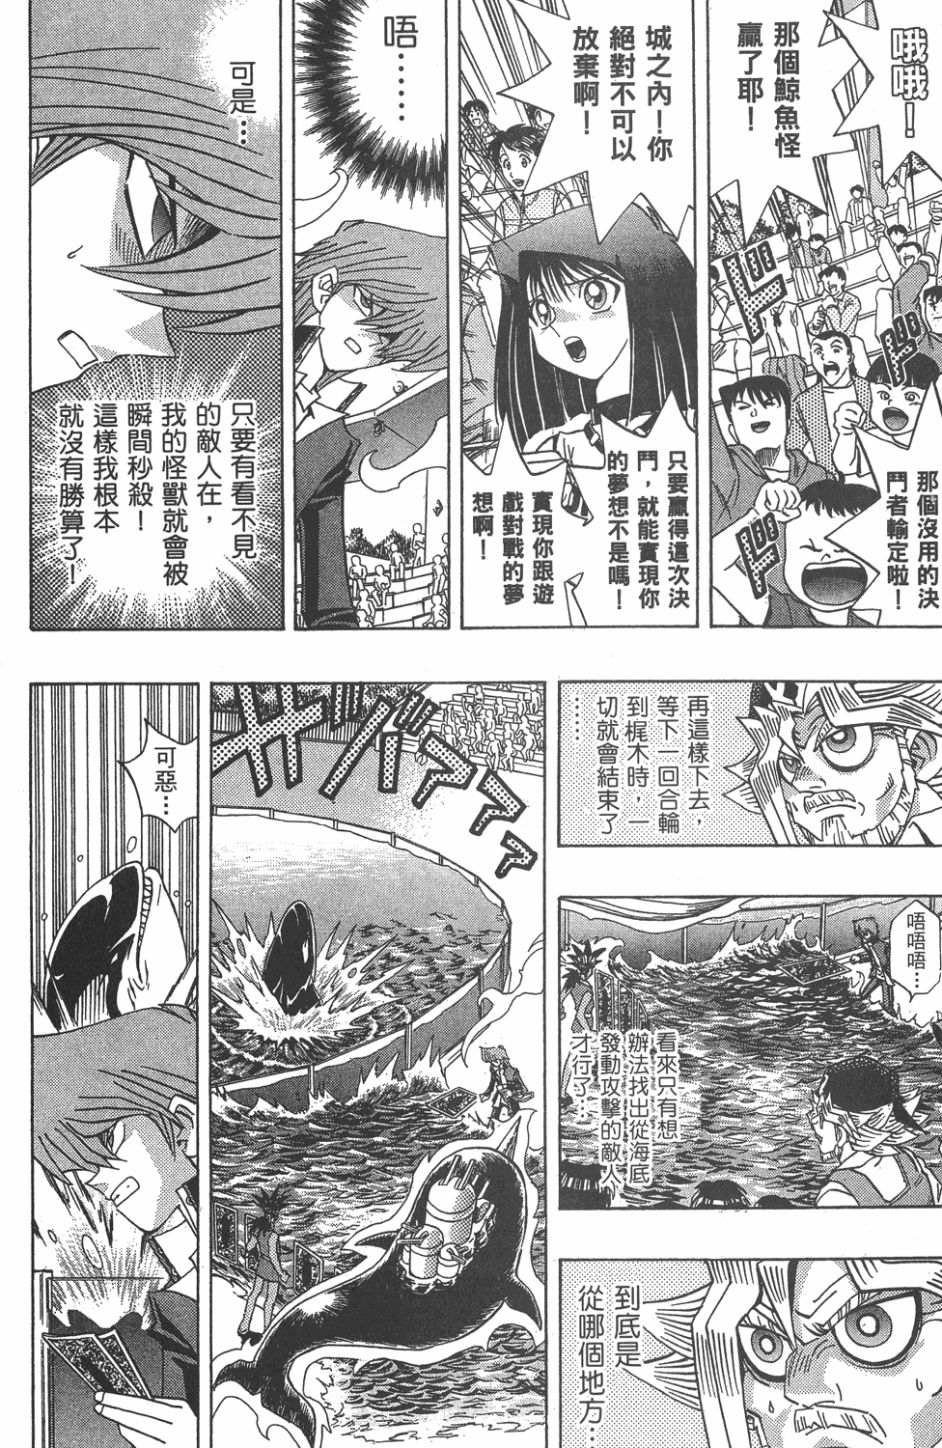 哦哦！
那個鯨魚怪
贏了耶！
ドドド
ドド
ドドド
那個沒用的決
鬥者輸定啦！
城之內！你
絕對不可以
放棄啊！
只要贏得這次決
鬥，就能實現你
的夢想不是嗎！
實現你跟遊
戲對戰的夢
想啊！
唔……
可是…
只要有看不見
的敵人在，
我的怪獸就會被
瞬間秒殺！
這樣我根本
就沒有勝算了！
再這樣下去，
等下一回合輪
到梶木時，一
切就會結束了
……
唔唔唔…
看來只有想
辦法找出從海底
發動攻擊的敵人
才行了…
到底是
從哪個地方…
可惡…